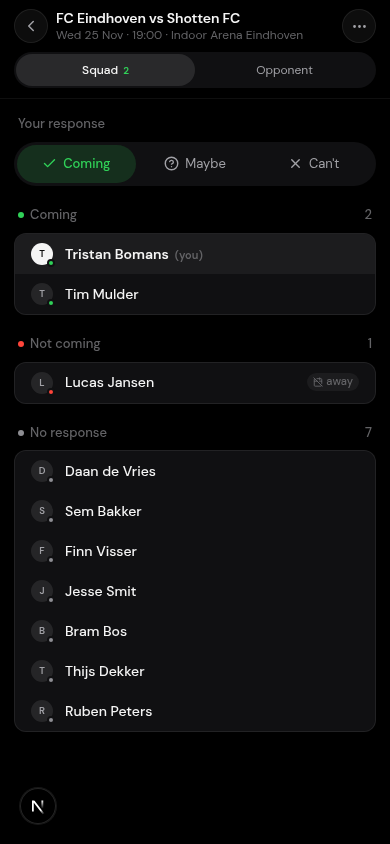 FC Eindhoven vs Shotten FC
Wed 25 Nov · 19:00 · Indoor Arena Eindhoven
Squad 2
Opponent
Your response
Coming
Maybe
Can't
Coming 2
T Tristan Bomans (you)
T Tim Mulder
Not coming 1
L Lucas Jansen away
No response 7
D Daan de Vries
S Sem Bakker
F Finn Visser
J Jesse Smit
B Bram Bos
T Thijs Dekker
R Ruben Peters
N